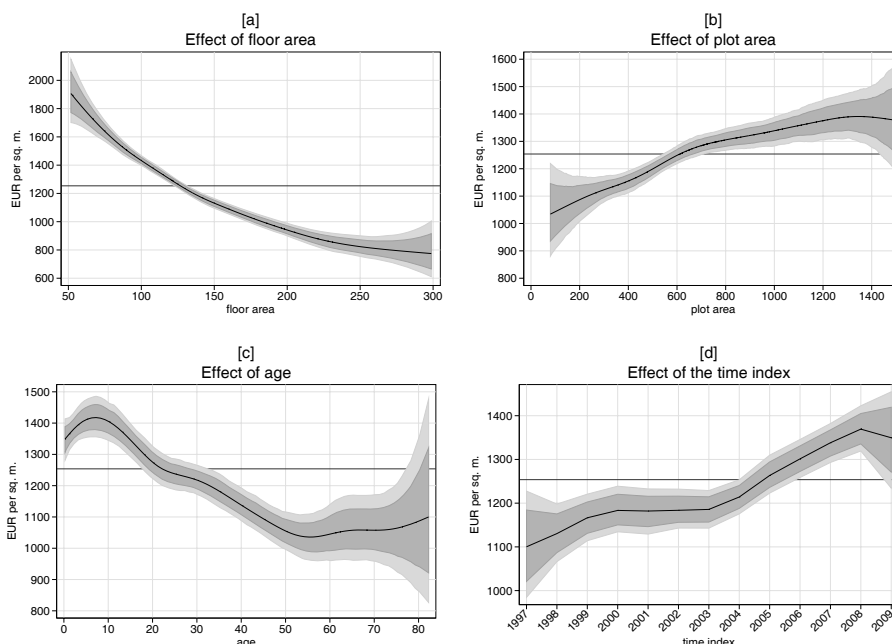 [a]
Effect of floor area
EUR per sq. m.
2000
1800
1600
1400
1200
1000
800
600
50 100 150 200 250 300
floor area
[b]
Effect of plot area
EUR per sq. m.
1600
1500
1400
1300
1200
1100
1000
900
800
0 200 400 600 800 1000 1200 1400
plot area
[c]
Effect of age
EUR per sq. m.
1500
1400
1300
1200
1100
1000
900
800
0 10 20 30 40 50 60 70 80
age
[d]
Effect of the time index
EUR per sq. m.
1400
1300
1200
1100
1000
1997 1998 1999 2000 2001 2002 2003 2004 2005 2006 2007 2008 2009
time index